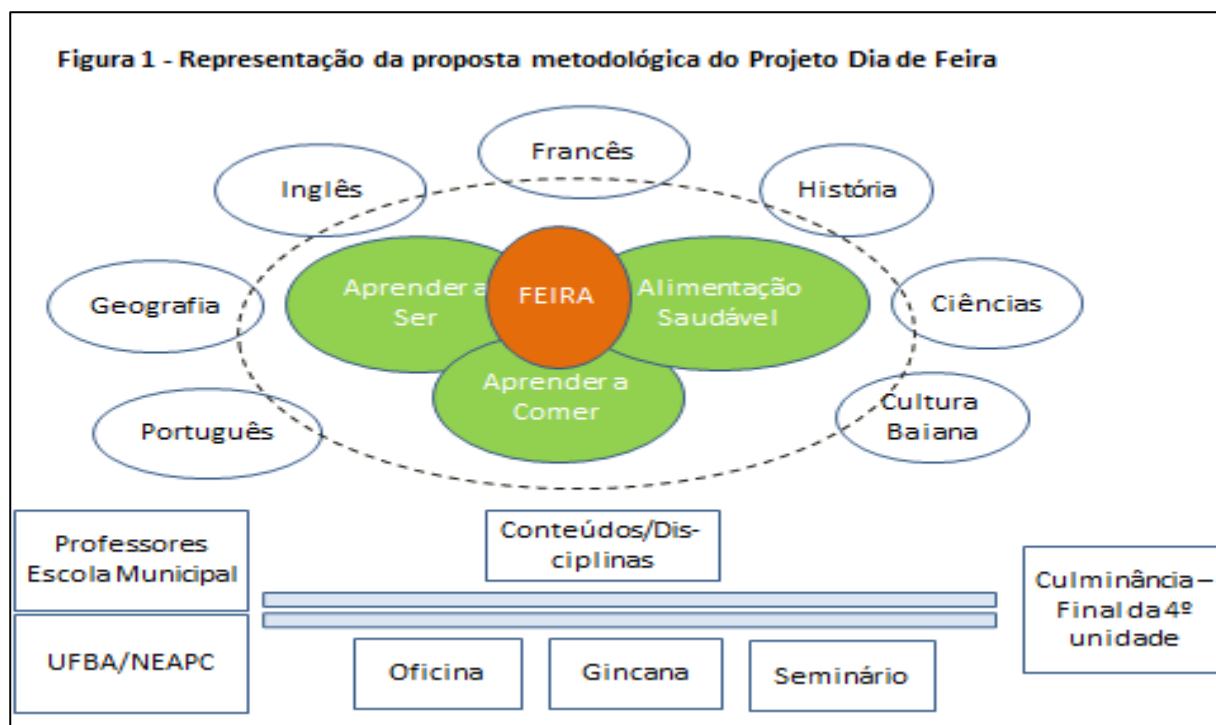 Figura 1 - Representação da proposta metodológica do Projeto Dia de Feira
Francês
Inglês
História
Geografia
Aprender a
Ser
FEIRA
Alimentação
Saudável
Ciências
Aprender a
Comer
Português
Cultura
Baiana
Professores
Escola Municipal
Conteúdos/Dis-
ciplinas
Culminância –
Final da 4º
unidade
UFBA/NEAPC
Oficina
Gincana
Seminário